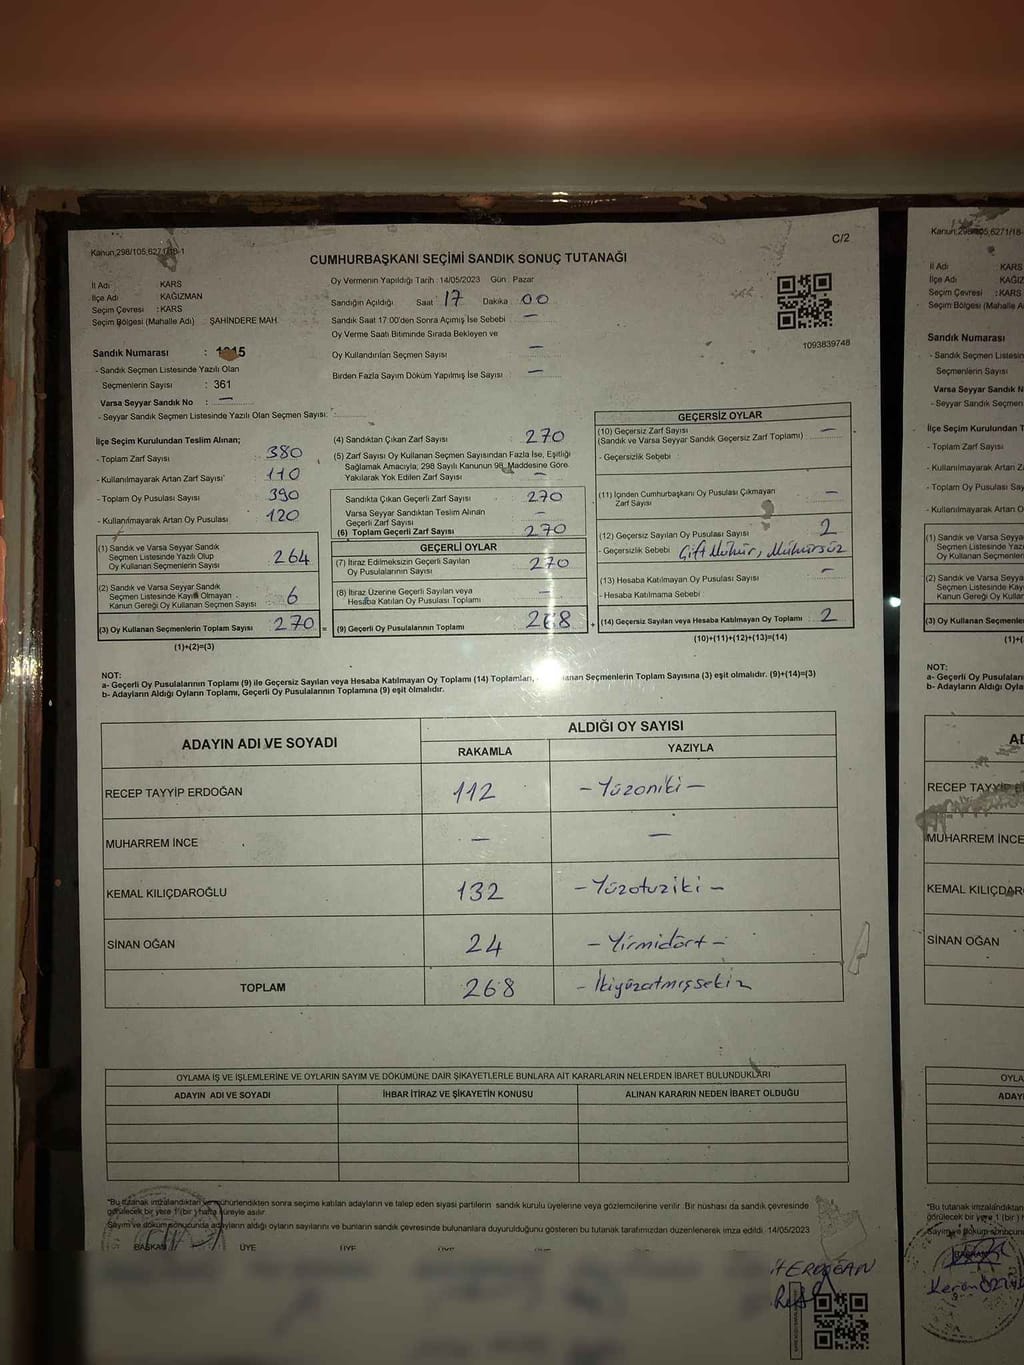 Kanun,298/105,6271/18-1
C/2
CUMHURBAŞKANI SEÇİMİ SANDIK SONUÇ TUTANAĞI
İl Adı : KARS
İlçe Adı : KAĞIZMAN
Seçim Çevresi : KARS
Seçim Bölgesi (Mahalle Adı) : ŞAHİNDERE MAH
Oy Vermenin Yapıldığı Tarih : 14/05/2023 Gün : Pazar
Sandığın Açıldığı Saat : 17 Dakika 00
Sandık Saat 17:00'den Sonra Açımış İse Sebebi : —
Oy Verme Saati Bitiminde Sırada Bekleyen ve
Oy Kullandırılan Seçmen Sayısı : —
Birden Fazla Sayım Döküm Yapılmış İse Sayısı : —
1093839748
Sandık Numarası :
- Sandık Seçmen Listesinde Yazılı Olan
Seçmenlerin Sayısı : 361
Varsa Seyyar Sandık No : —
- Seyyar Sandık Seçmen Listesinde Yazılı Olan Seçmen Sayısı:
İlçe Seçim Kurulundan Teslim Alınan;
- Toplam Zarf Sayısı : 380
- Kullanılmayarak Artan Zarf Sayısı : 110
- Toplam Oy Pusulası Sayısı : 390
- Kullanılmayarak Artan Oy Pusulası : 120
(1) Sandık ve Varsa Seyyar Sandık
Seçmen Listesinde Yazılı Olup
Oy Kullanan Seçmenlerin Sayısı : 264
(2) Sandık ve Varsa Seyyar Sandık
Seçmen Listesinde Kayıtlı Olmayan
Kanun Gereği Oy Kullanan Seçmen Sayısı : 6
(3) Oy Kullanan Seçmenlerin Toplam Sayısı : 270 =
(1)+(2)=(3)
(4) Sandıktan Çıkan Zarf Sayısı : 270
(5) Zarf Sayısı Oy Kullanan Seçmen Sayısından Fazla İse, Eşitliği
Sağlamak Amacıyla, 298 Sayılı Kanunun 98. Maddesine Göre
Yakılarak Yok Edilen Zarf Sayısı : —
Sandıkta Çıkan Geçerli Zarf Sayısı : 270
Varsa Seyyar Sandıktan Teslim Alınan
Geçerli Zarf Sayısı : —
(6) Toplam Geçerli Zarf Sayısı : 270
GEÇERLİ OYLAR
(7) İtiraz Edilmeksizin Geçerli Sayılan
Oy Pusulalarının Sayısı : 270
(8) İtiraz Üzerine Geçerli Sayılan veya
Hesaba Katılan Oy Pusulası Toplamı : —
(9) Geçerli Oy Pusulalarının Toplamı : 268 +
GEÇERSİZ OYLAR
(10) Geçersiz Zarf Sayısı : —
(Sandık ve Varsa Seyyar Sandık Geçersiz Zarf Toplamı)
- Geçersizlik Sebebi :
(11) İçinden Cumhurbaşkanı Oy Pusulası Çıkmayan
Zarf Sayısı : —
(12) Geçersiz Sayılan Oy Pusulası Sayısı : 2
- Geçersizlik Sebebi : Çift Mühür, Mühürsüz
(13) Hesaba Katılmayan Oy Pusulası Sayısı : —
- Hesaba Katılmama Sebebi :
(14) Geçersiz Sayılan veya Hesaba Katılmayan Oy Toplamı : 2
(10)+(11)+(12)+(13)=(14)
NOT:
a- Geçerli Oy Pusulalarının Toplamı (9) ile Geçersiz Sayılan veya Hesaba Katılmayan Oy Toplamı (14) Toplamları, Seçmenlerin Toplam Sayısına (3) eşit olmalıdır. (9)+(14)=(3)
b- Adayların Aldığı Oyların Toplamı, Geçerli Oy Pusulalarının Toplamına (9) eşit olmalıdır.
ADAYIN ADI VE SOYADI
ALDIĞI OY SAYISI
RAKAMLA YAZIYLA
RECEP TAYYİP ERDOĞAN 112 - Yüzoniki -
MUHARREM İNCE — —
KEMAL KILIÇDAROĞLU 132 - Yüzotuziki -
SİNAN OĞAN 24 - Yirmidört -
TOPLAM 268 - İkiyüzatmışsekiz
OYLAMA İŞ VE İŞLEMLERİNE VE OYLARIN SAYIM VE DÖKÜMÜNE DAİR ŞİKAYETLERLE BUNLARA AİT KARARLARIN NELERDEN İBARET BULUNDUKLARI
ADAYIN ADI VE SOYADI İHBAR İTİRAZ VE ŞİKAYETİN KONUSU ALINAN KARARIN NEDEN İBARET OLDUĞU
"Bu tutanak imzalandıktan ve mühürlendikten sonra seçime katılan adayların ve talep eden siyasi partilerin sandık kurulu üyelerine veya gözlemcilerine verilir. Bir nüshası da sandık çevresinde
görülecek bir yere 1 (bir) hafta süreyle asılır.
Sayım ve döküm sonucunda adayların aldığı oyların sayılarını ve bunların sandık çevresinde bulunanlara duyurulduğunu gösteren bu tutanak tarafımızdan düzenlenerek imza edildi. 14/05/2023
BAŞKAN ÜYE ÜYE ÜYE
ERDOĞAN
İl Adı : KARS
Seçim Çevresi : KARS
Sandık Numarası
Seçmenlerin Sayısı
- Toplam Zarf Sayısı
NOT:
RECEP
MUHARREM İNCE
SİNAN OĞAN